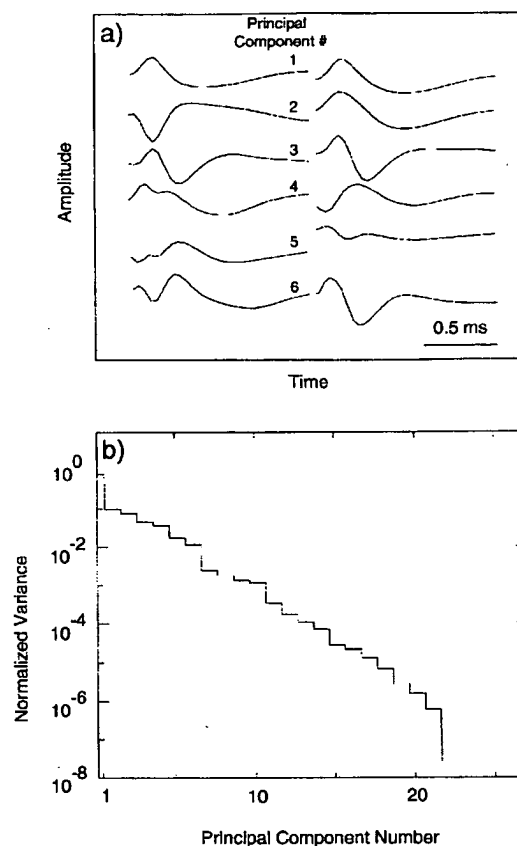 a)
Principal
Component #
1
2
3
4
5
6
Amplitude
0.5 ms
Time
b)
10^0
10^-2
10^-4
10^-6
10^-8
Normalized Variance
1 10 20
Principal Component Number